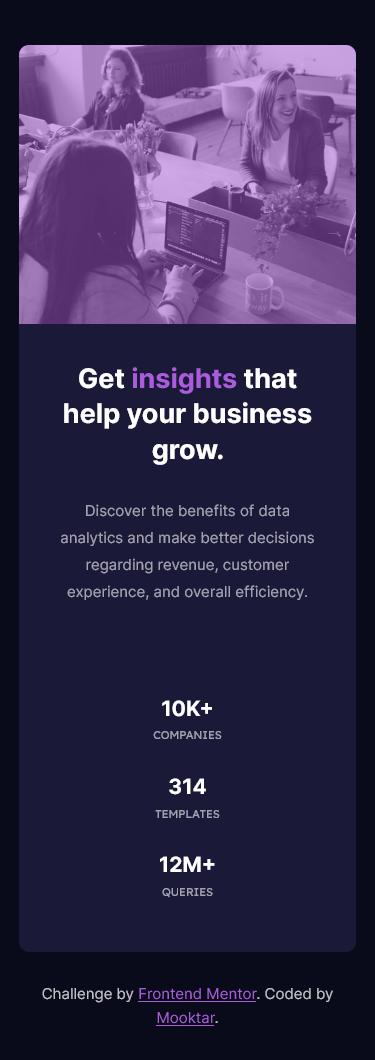 Get insights that
help your business
grow.
Discover the benefits of data
analytics and make better decisions
regarding revenue, customer
experience, and overall efficiency.
10K+
COMPANIES
314
TEMPLATES
12M+
QUERIES
Challenge by Frontend Mentor. Coded by
Mooktar.